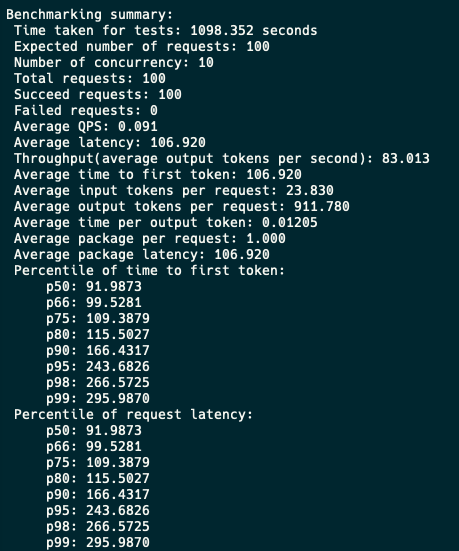 Benchmarking summary:
Time taken for tests: 1098.352 seconds
Expected number of requests: 100
Number of concurrency: 10
Total requests: 100
Succeed requests: 100
Failed requests: 0
Average QPS: 0.091
Average latency: 106.920
Throughput(average output tokens per second): 83.013
Average time to first token: 106.920
Average input tokens per request: 23.830
Average output tokens per request: 911.780
Average time per output token: 0.01205
Average package per request: 1.000
Average package latency: 106.920
Percentile of time to first token:
p50: 91.9873
p66: 99.5281
p75: 109.3879
p80: 115.5027
p90: 166.4317
p95: 243.6826
p98: 266.5725
p99: 295.9870
Percentile of request latency:
p50: 91.9873
p66: 99.5281
p75: 109.3879
p80: 115.5027
p90: 166.4317
p95: 243.6826
p98: 266.5725
p99: 295.9870